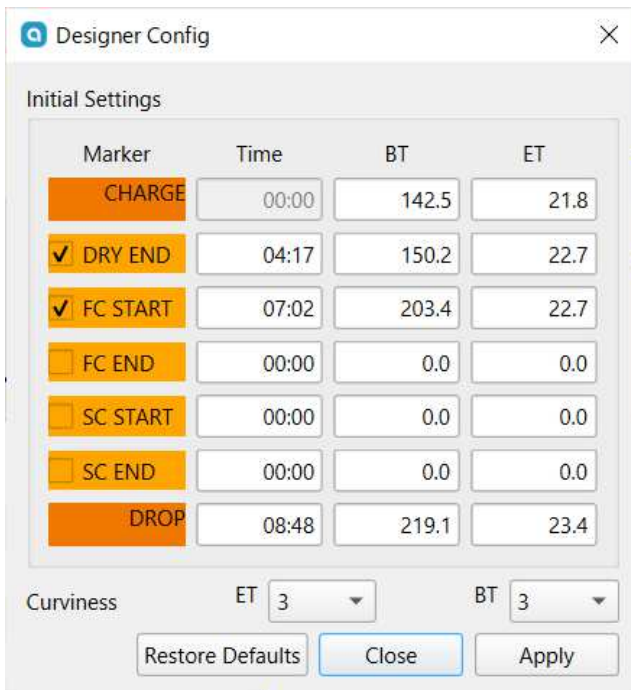 Designer Config
Initial Settings
Marker Time BT ET
CHARGE 00:00 142.5 21.8
DRY END 04:17 150.2 22.7
FC START 07:02 203.4 22.7
FC END 00:00 0.0 0.0
SC START 00:00 0.0 0.0
SC END 00:00 0.0 0.0
DROP 08:48 219.1 23.4
Curviness ET 3 BT 3
Restore Defaults Close Apply